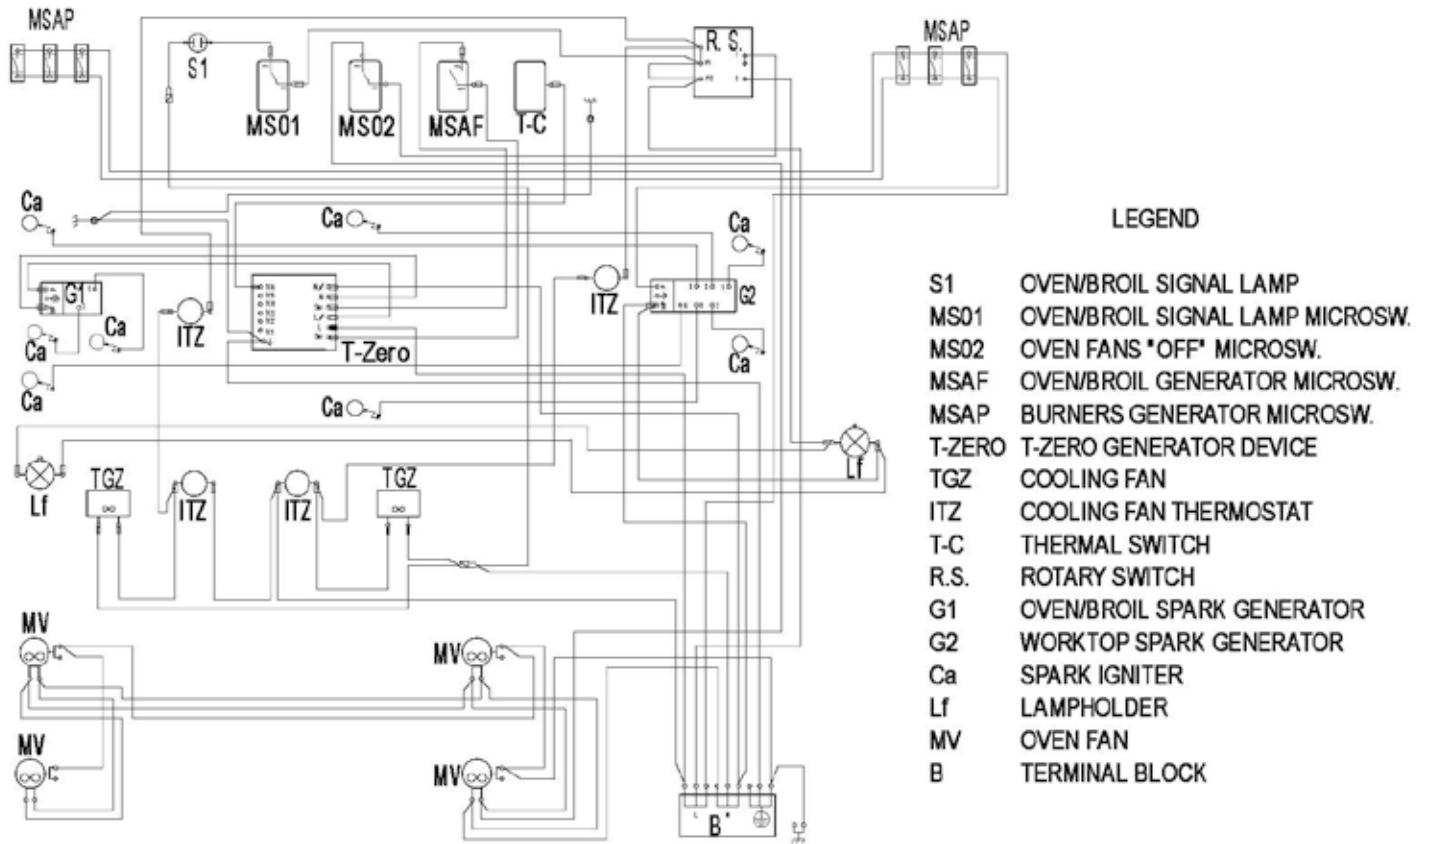 MSAP
MSAP
R. S.
S1
MS01
MS02
MSAF
T-C
Ca
Ca
Ca
G1
ITZ
T-Zero
ITZ
G2
Ca
Ca
Ca
Ca
Ca
Lf
TGZ
ITZ
ITZ
TGZ
Lf
MV
MV
MV
MV
L
N
B
LEGEND
S1 OVEN/BROIL SIGNAL LAMP
MS01 OVEN/BROIL SIGNAL LAMP MICROSW.
MS02 OVEN FANS "OFF" MICROSW.
MSAF OVEN/BROIL GENERATOR MICROSW.
MSAP BURNERS GENERATOR MICROSW.
T-ZERO T-ZERO GENERATOR DEVICE
TGZ COOLING FAN
ITZ COOLING FAN THERMOSTAT
T-C THERMAL SWITCH
R.S. ROTARY SWITCH
G1 OVEN/BROIL SPARK GENERATOR
G2 WORKTOP SPARK GENERATOR
Ca SPARK IGNITER
Lf LAMPHOLDER
MV OVEN FAN
B TERMINAL BLOCK